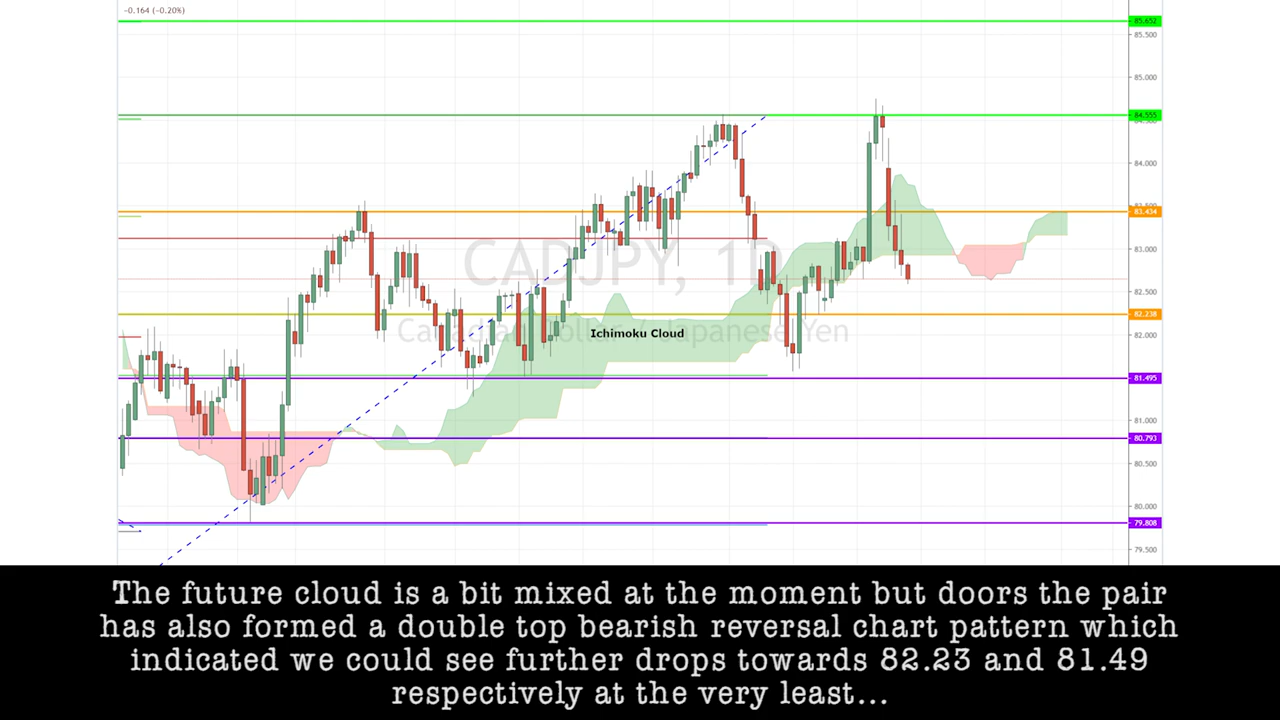 −0.164 (−0.20%)
85.652
85.500
85.000
84.555
84.000
83.434
83.000
82.500
82.238
82.000
81.495
81.000
80.793
80.500
80.000
79.808
79.500
CADJPY, 1D
Canadian Dollar / Japanese Yen
Ichimoku Cloud
The future cloud is a bit mixed at the moment but doors the pair
has also formed a double top bearish reversal chart pattern which
indicated we could see further drops towards 82.23 and 81.49
respectively at the very least...